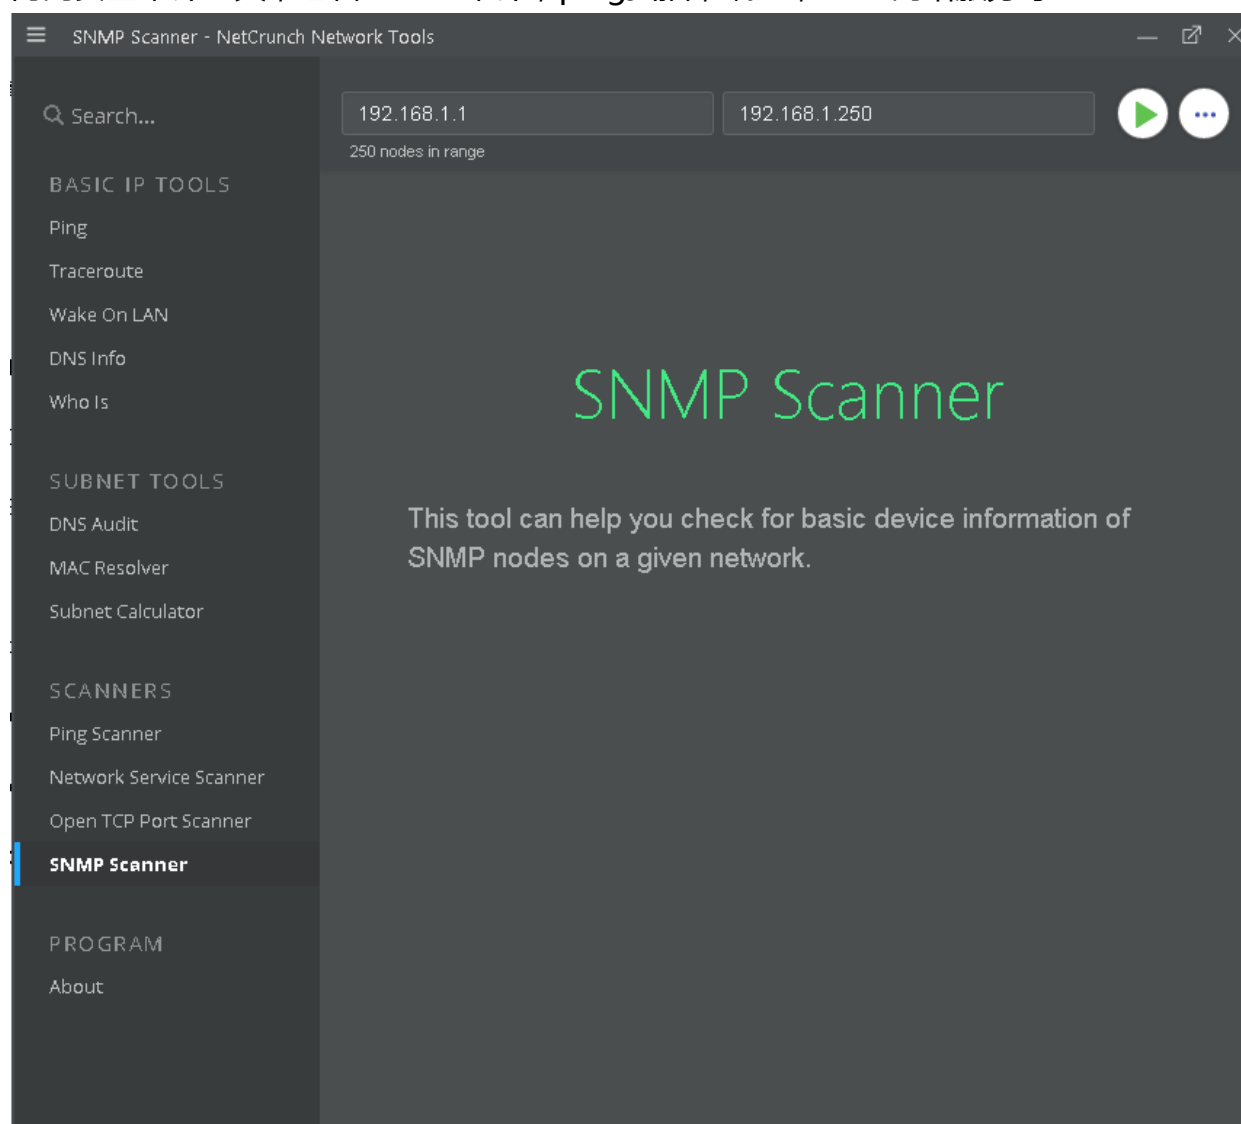 SNMP Scanner - NetCrunch Network Tools
Search...
192.168.1.1
192.168.1.250
250 nodes in range
BASIC IP TOOLS
Ping
Traceroute
Wake On LAN
DNS Info
Who Is
SUBNET TOOLS
DNS Audit
MAC Resolver
Subnet Calculator
SCANNERS
Ping Scanner
Network Service Scanner
Open TCP Port Scanner
SNMP Scanner
PROGRAM
About
SNMP Scanner
This tool can help you check for basic device information of
SNMP nodes on a given network.